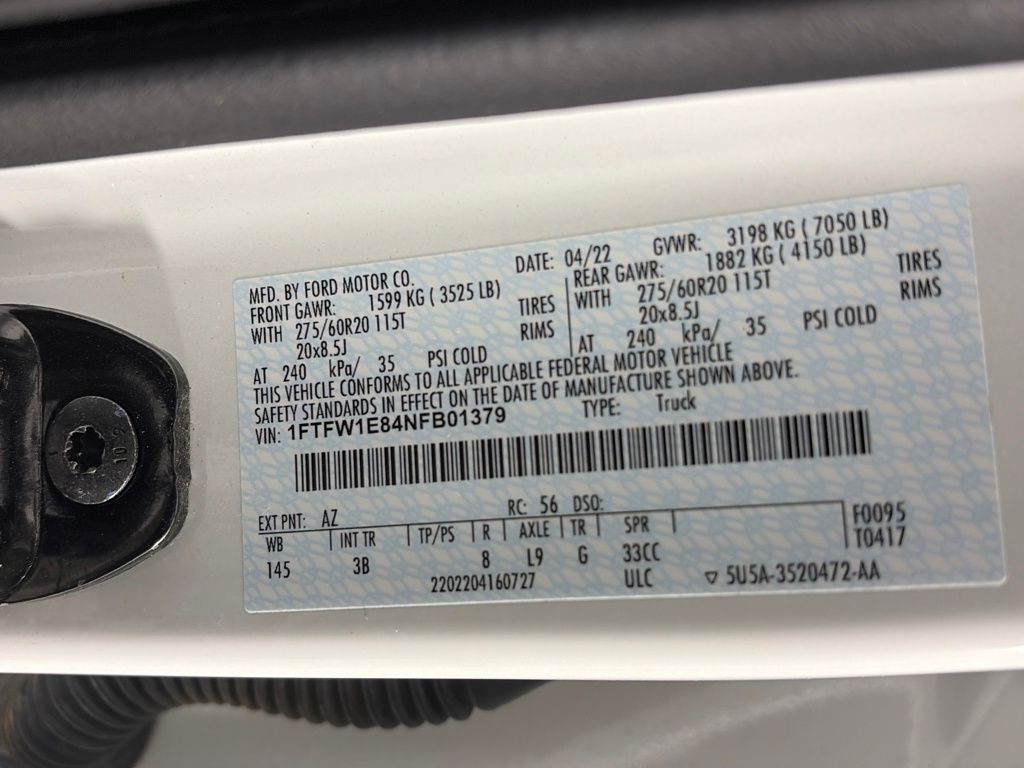 MFD. BY FORD MOTOR CO. DATE: 04/22 GVWR: 3198 KG ( 7050 LB)
FRONT GAWR: 1599 KG ( 3525 LB) REAR GAWR: 1882 KG ( 4150 LB)
WITH 275/60R20 115T TIRES WITH 275/60R20 115T TIRES
20x8.5J RIMS 20x8.5J RIMS
AT 240 kPa/ 35 PSI COLD AT 240 kPa/ 35 PSI COLD
THIS VEHICLE CONFORMS TO ALL APPLICABLE FEDERAL MOTOR VEHICLE
SAFETY STANDARDS IN EFFECT ON THE DATE OF MANUFACTURE SHOWN ABOVE.
VIN: 1FTFW1E84NFB01379 TYPE: Truck
EXT PNT: AZ RC: 56 DSO: F0095
WB INT TR TP/PS R AXLE TR SPR T0417
145 3B 8 L9 G 33CC
2202204160727 ULC ▽ 5U5A-3520472-AA